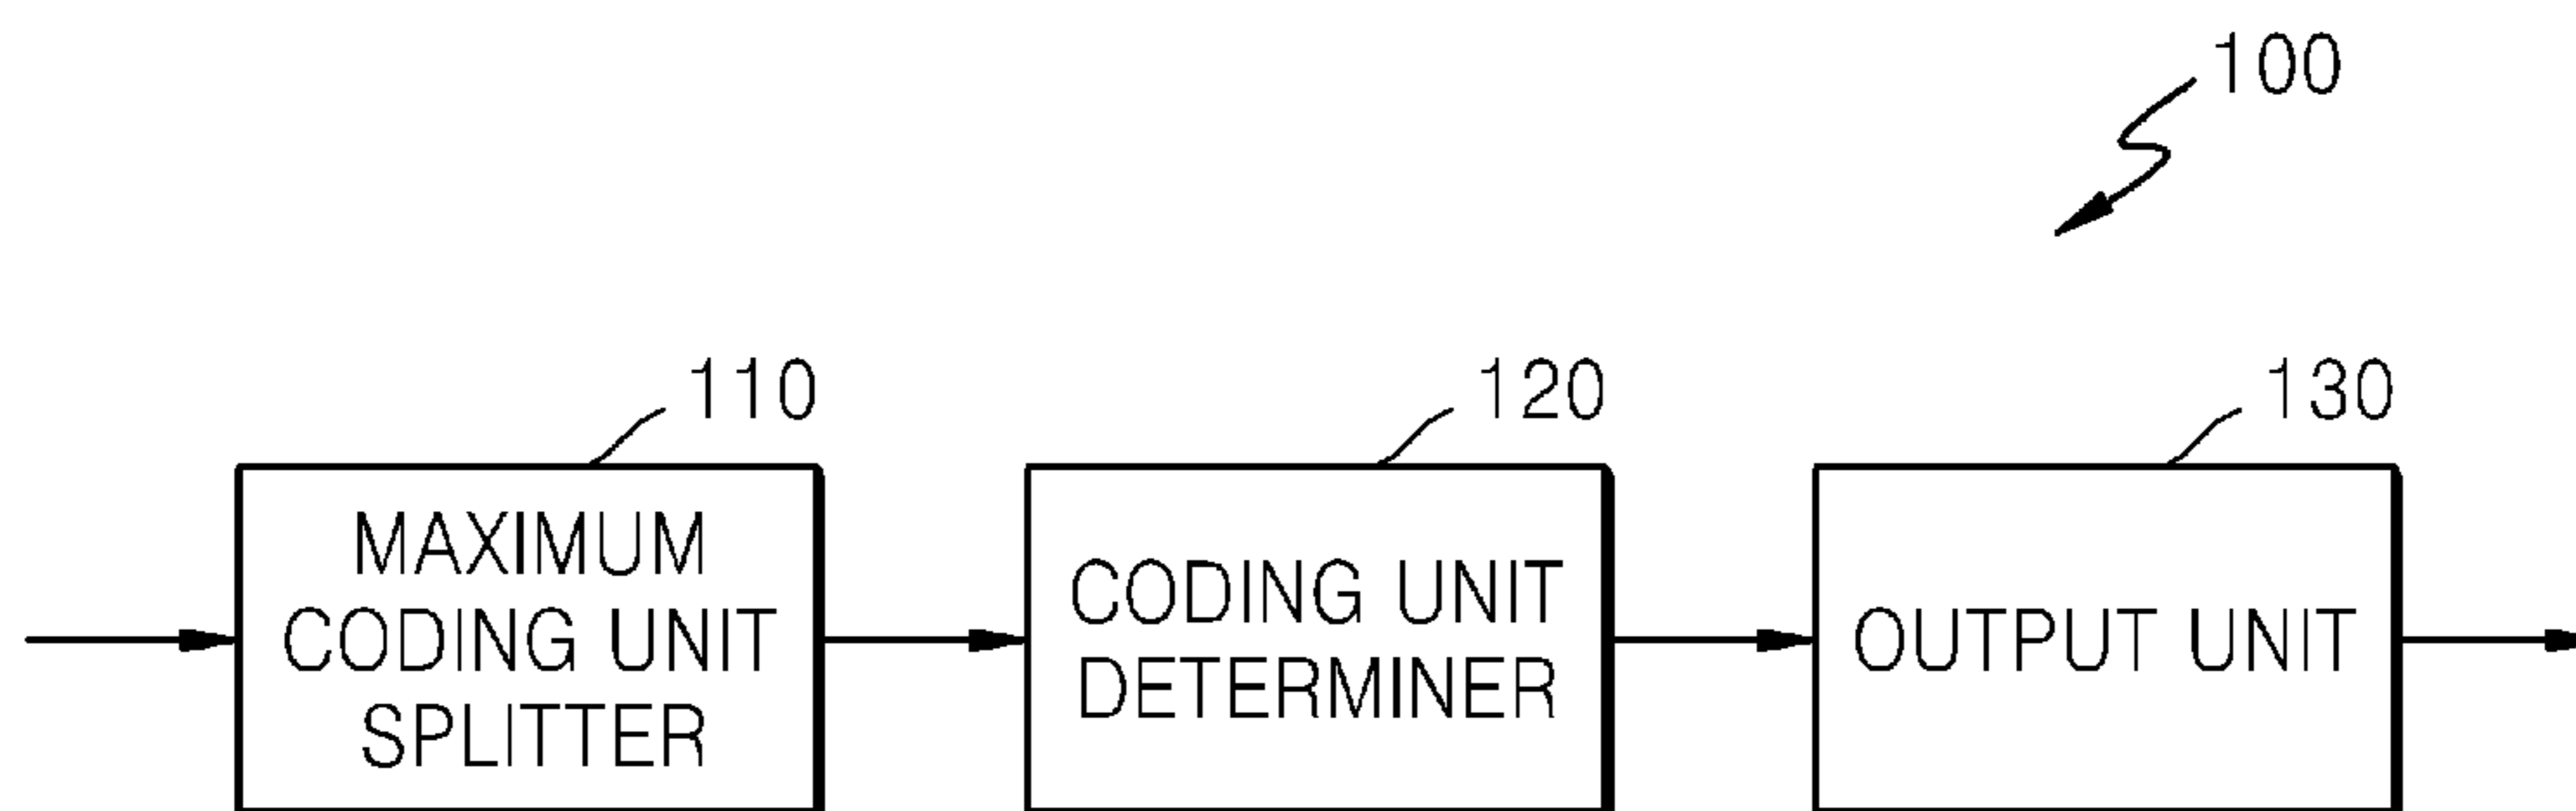 100
110
120
130
MAXIMUM
CODING UNIT
SPLITTER
CODING UNIT
DETERMINER
OUTPUT UNIT